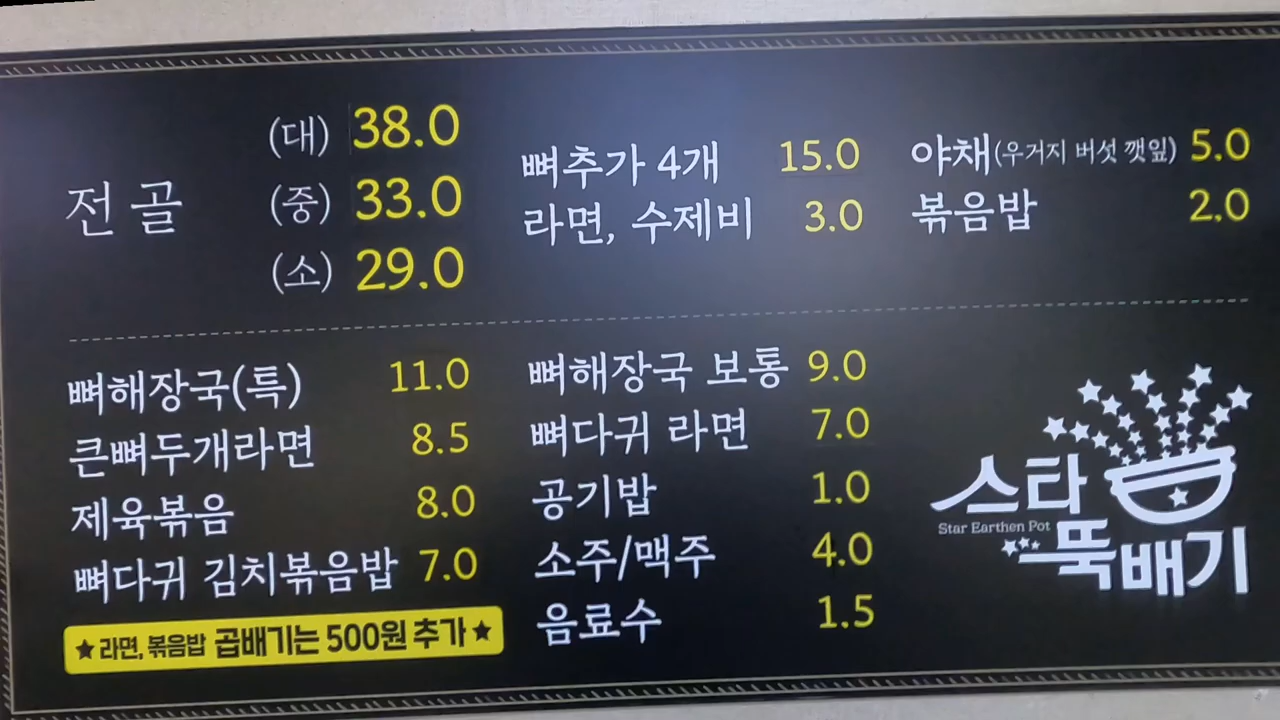 전골
(대) 38.0
(중) 33.0
(소) 29.0
뼈추가 4개 15.0
라면, 수제비 3.0
야채(우거지 버섯 깻잎) 5.0
볶음밥 2.0
뼈해장국(특) 11.0
큰뼈두개라면 8.5
제육볶음 8.0
뼈다귀 김치볶음밥 7.0
★라면, 볶음밥 곱배기는 500원 추가★
뼈해장국 보통 9.0
뼈다귀 라면 7.0
공기밥 1.0
소주/맥주 4.0
음료수 1.5
스타
Star Earthen Pot
뚝배기